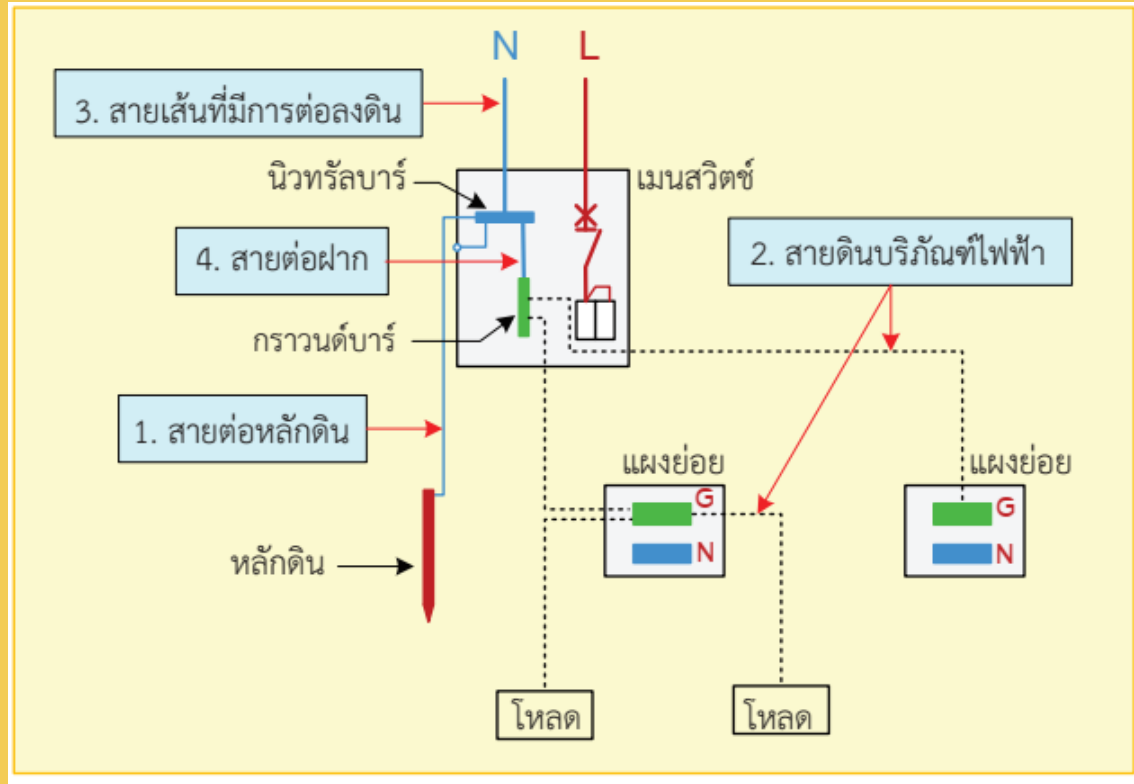 N L
3. สายเส้นที่มีการต่อลงดิน
นิวทรัลบาร์
เมนสวิตช์
4. สายต่อฝาก
2. สายดินบริภัณฑ์ไฟฟ้า
กราวนด์บาร์
1. สายต่อหลักดิน
แผงย่อย
แผงย่อย
G
G
N
N
หลักดิน
โหลด
โหลด